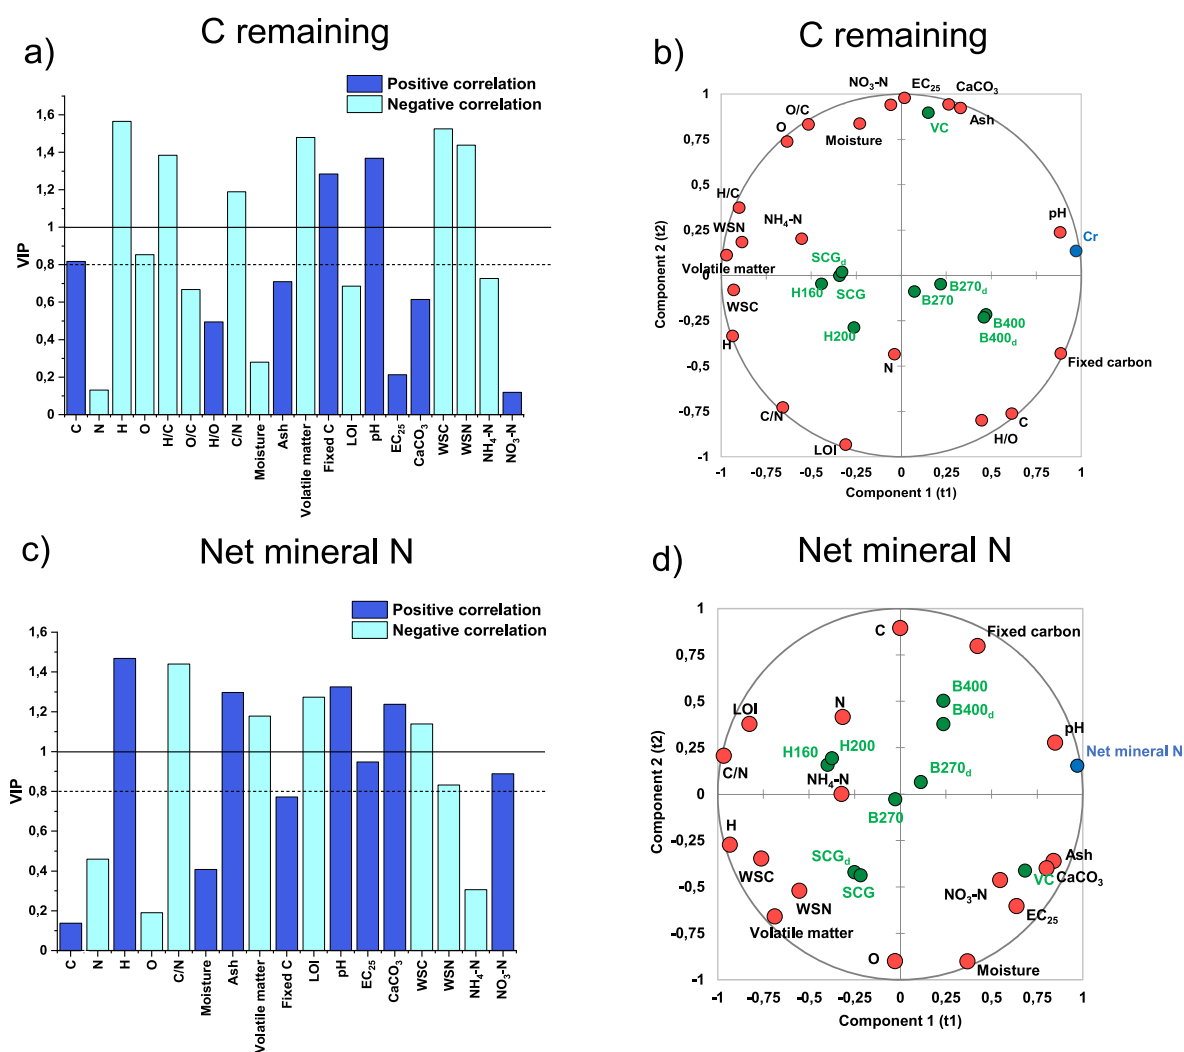 a)
C remaining
Positive correlation
Negative correlation
VIP
1,6
1,4
1,2
1
0,8
0,6
0,4
0,2
0
C
N
H
O
H/C
O/C
H/O
C/N
Moisture
Ash
Volatile matter
Fixed C
LOI
pH
EC25
CaCO3
WSC
WSN
NH4-N
NO3-N
b)
C remaining
Component 2 (t2)
1
0,75
0,5
0,25
0
-0,25
-0,5
-0,75
-1
NO3-N
EC25
CaCO3
O/C
Ash
O
VC
Moisture
H/C
NH4-N
pH
WSN
Cr
SCGd
Volatile matter
H160
SCG
B270d
WSC
B270
H200
B400
H
B400d
N
Fixed carbon
C/N
C
H/O
LOI
-1
-0,75
-0,5
-0,25
0
0,25
0,5
0,75
1
Component 1 (t1)
c)
Net mineral N
Positive correlation
Negative correlation
VIP
1,6
1,4
1,2
1
0,8
0,6
0,4
0,2
0
C
N
H
O
C/N
Moisture
Ash
Volatile matter
Fixed C
LOI
pH
EC25
CaCO3
WSC
WSN
NH4-N
NO3-N
d)
Net mineral N
Component 2 (t2)
1
0,75
0,5
0,25
0
-0,25
-0,5
-0,75
-1
C
Fixed carbon
B400
LOI
N
B400d
pH
H160
H200
Net mineral N
C/N
NH4-N
B270d
B270
H
SCGd
Ash
WSC
SCG
VC
CaCO3
NO3-N
WSN
EC25
Volatile matter
O
Moisture
-1
-0,75
-0,5
-0,25
0
0,25
0,5
0,75
1
Component 1 (t1)